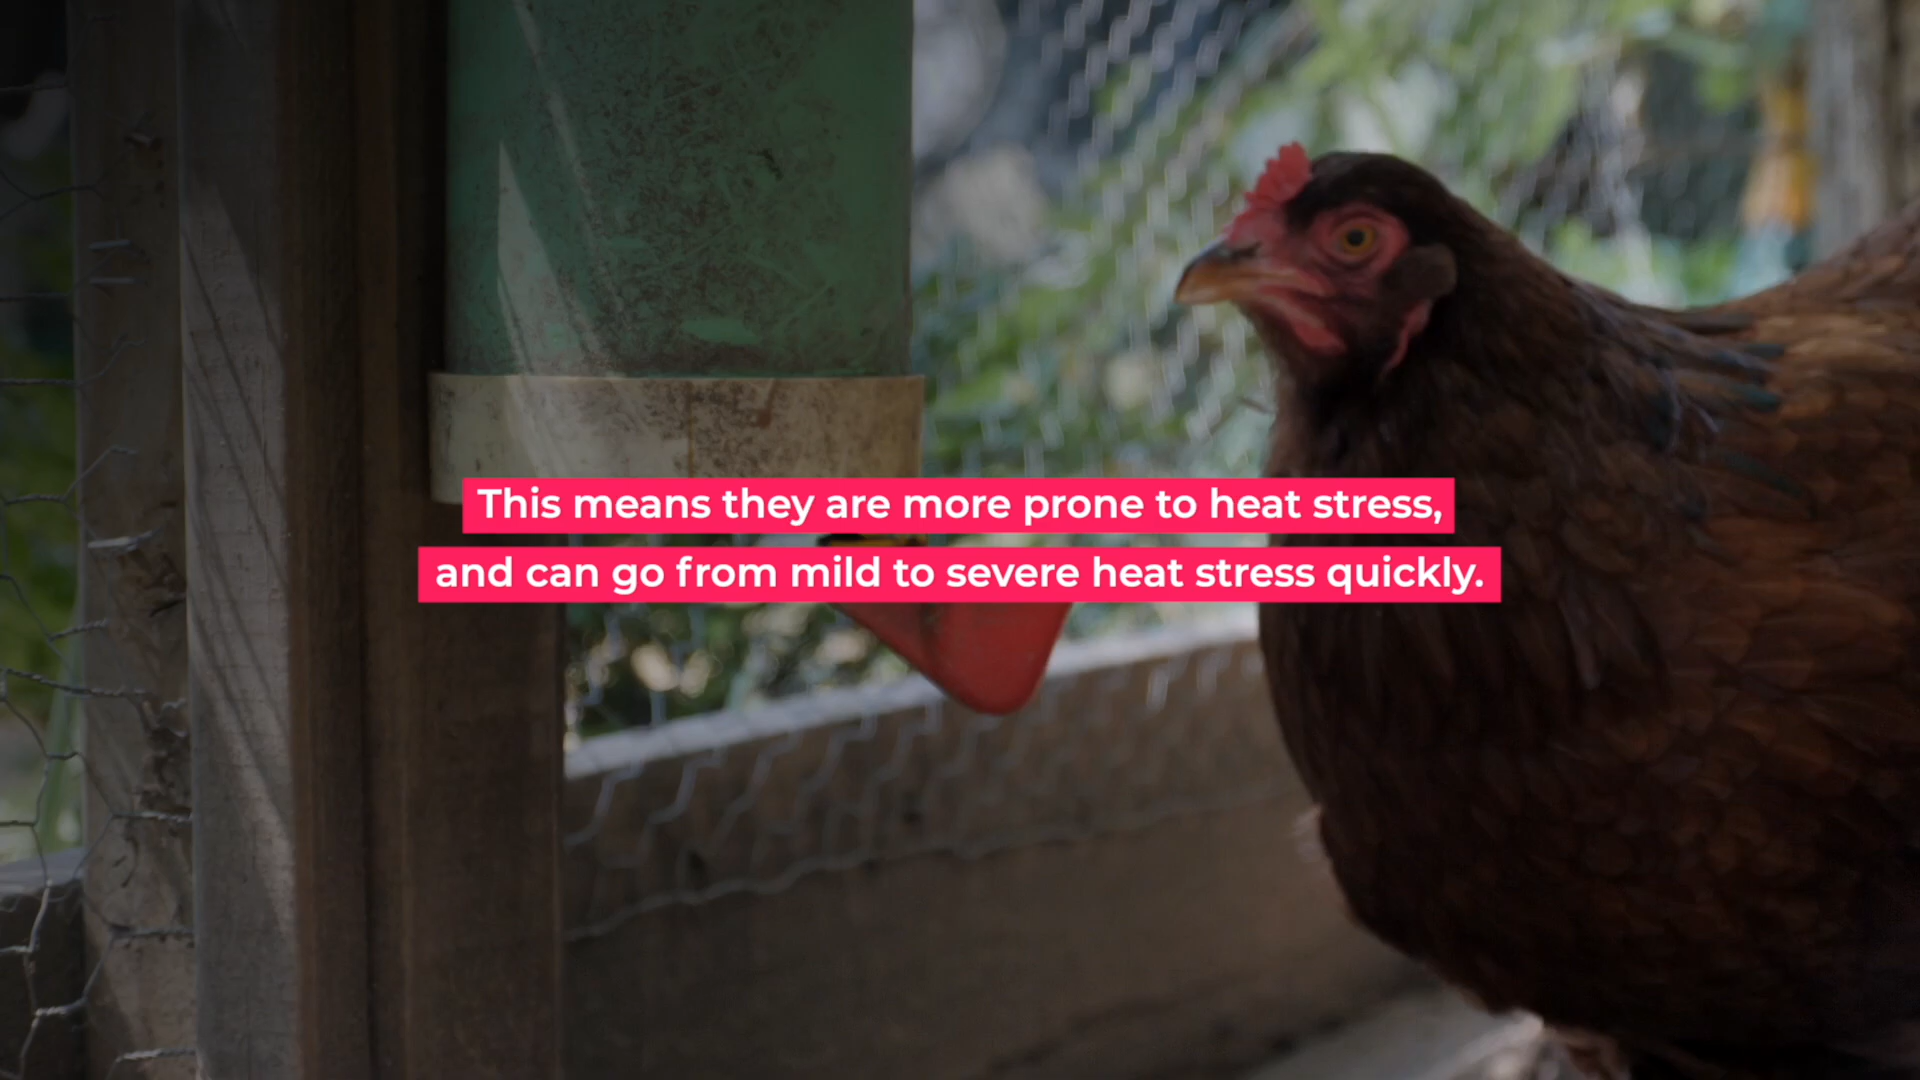 This means they are more prone to heat stress,
and can go from mild to severe heat stress quickly.